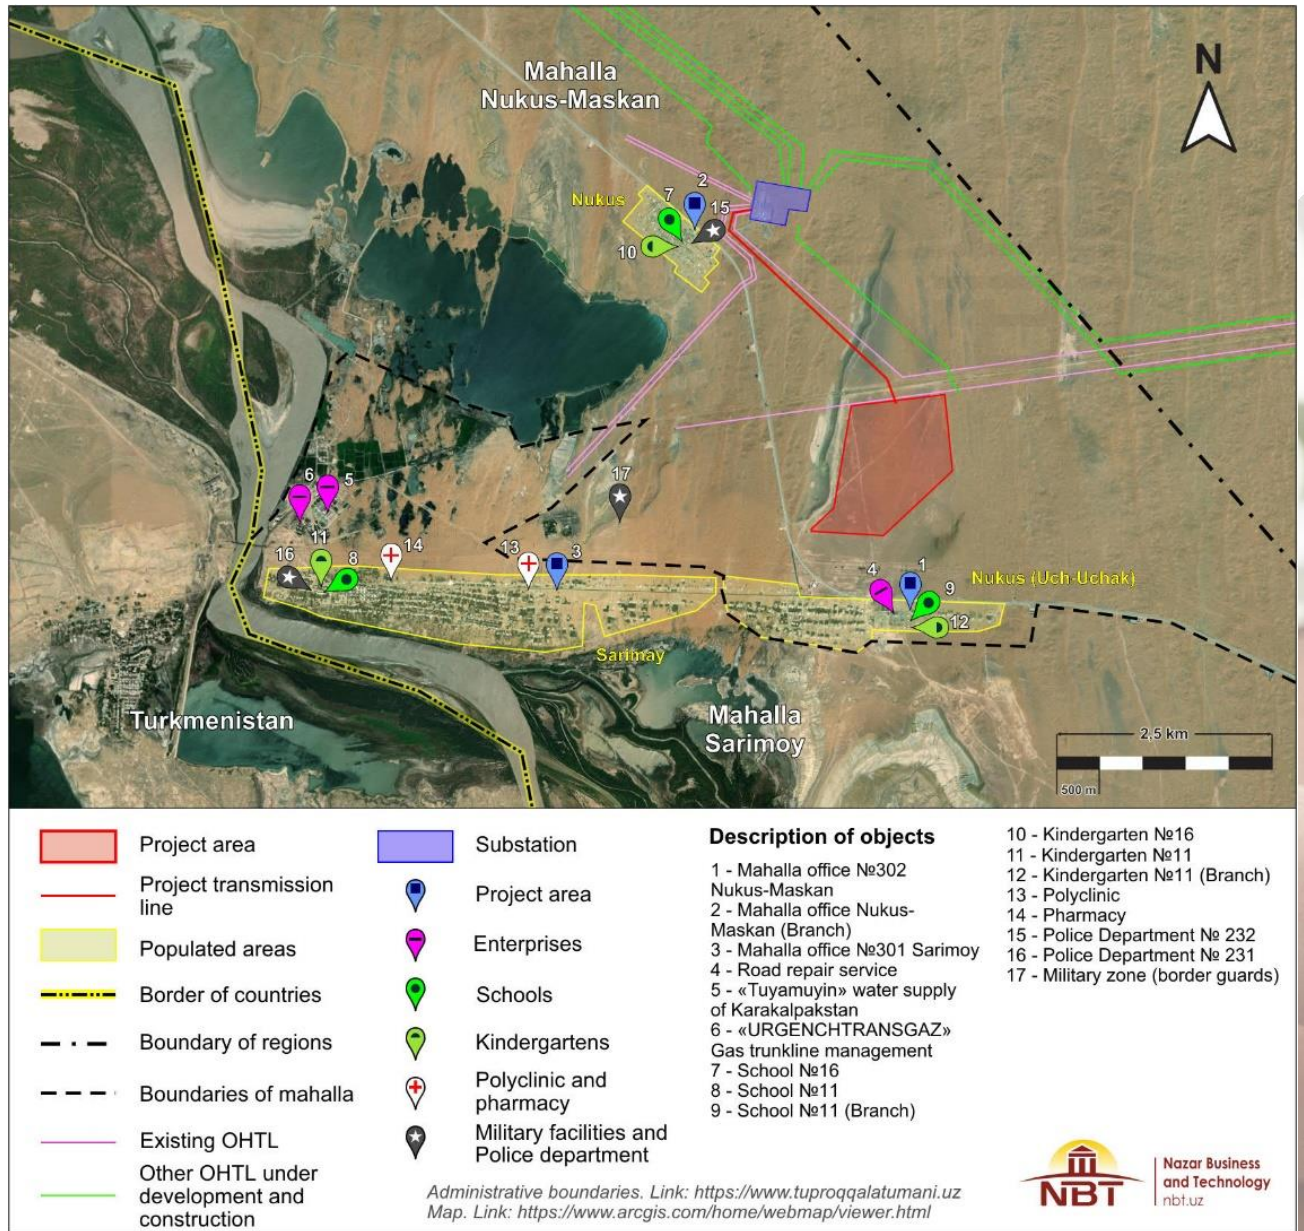 Mahalla
Nukus-Maskan
N
Nukus
2
7
15
10
17
6
5
16
11
8
14
13
3
4
1
9
12
Nukus (Uch-Uchak)
Sarimay
Turkmenistan
Mahalla
Sarimoy
2,5 km
500 m
Project area
Project transmission
line
Populated areas
Border of countries
Boundary of regions
Boundaries of mahalla
Existing OHTL
Other OHTL under
development and
construction
Substation
Project area
Enterprises
Schools
Kindergartens
Polyclinic and
pharmacy
Military facilities and
Police department
Description of objects
1 - Mahalla office №302
Nukus-Maskan
2 - Mahalla office Nukus-
Maskan (Branch)
3 - Mahalla office №301 Sarimoy
4 - Road repair service
5 - «Tuyamuyin» water supply
of Karakalpakstan
6 - «URGENCHTRANSGAZ»
Gas trunkline management
7 - School №16
8 - School №11
9 - School №11 (Branch)
10 - Kindergarten №16
11 - Kindergarten №11
12 - Kindergarten №11 (Branch)
13 - Polyclinic
14 - Pharmacy
15 - Police Department № 232
16 - Police Department № 231
17 - Military zone (border guards)
Administrative boundaries. Link: https://www.tuproqqalatumani.uz
Map. Link: https://www.arcgis.com/home/webmap/viewer.html
NBT
Nazar Business
and Technology
nbt.uz